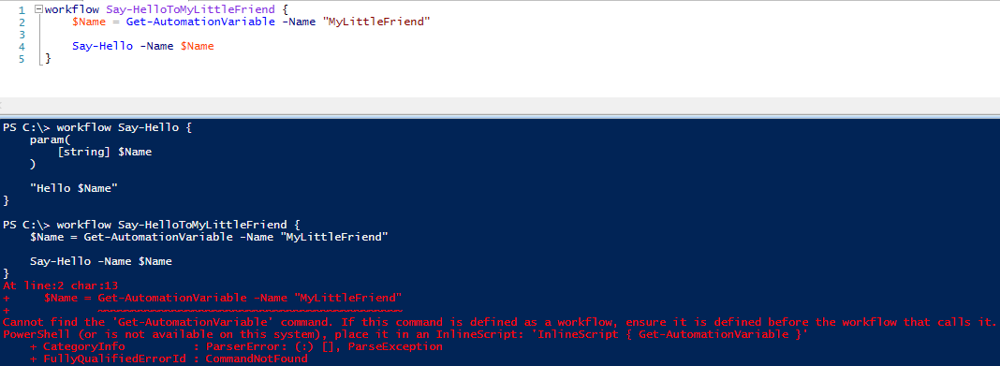 1 workflow Say-HelloToMyLittleFriend {
2     $Name = Get-AutomationVariable -Name "MyLittleFriend"
3
4     Say-Hello -Name $Name
5 }
PS C:\> workflow Say-Hello {
    param(
        [string] $Name
    )
    "Hello $Name"
}
PS C:\> workflow Say-HelloToMyLittleFriend {
    $Name = Get-AutomationVariable -Name "MyLittleFriend"
    Say-Hello -Name $Name
}
At line:2 char:13
+     $Name = Get-AutomationVariable -Name "MyLittleFriend"
+             ~~~~~~~~~~~~~~~~~~~~~~~~~~~~~~~~~~~~~~~~~~~~~
Cannot find the 'Get-AutomationVariable' command. If this command is defined as a workflow, ensure it is defined before the workflow that calls it.
PowerShell (or is not available on this system), place it in an InlineScript: 'InlineScript { Get-AutomationVariable }'
    + CategoryInfo          : ParserError: (:) [], ParseException
    + FullyQualifiedErrorId : CommandNotFound